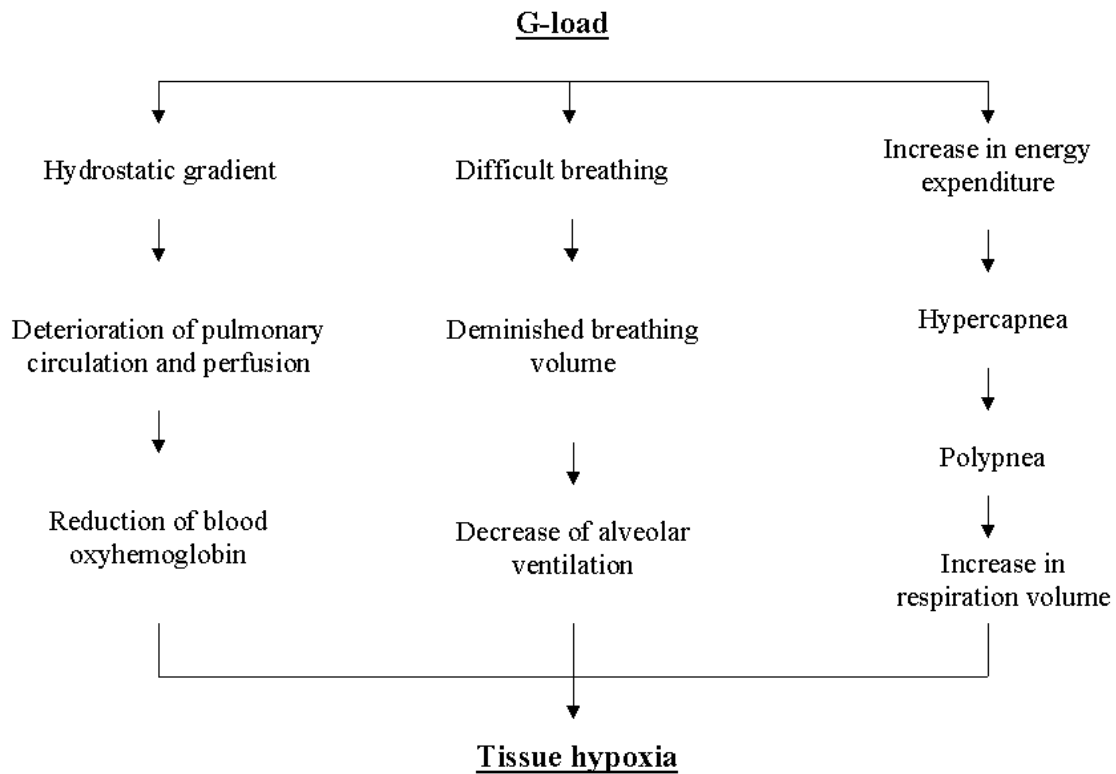 G-load
Hydrostatic gradient
Deterioration of pulmonary
circulation and perfusion
Reduction of blood
oxyhemoglobin
Difficult breathing
Deminished breathing
volume
Decrease of alveolar
ventilation
Increase in energy
expenditure
Hypercapnea
Polypnea
Increase in
respiration volume
Tissue hypoxia